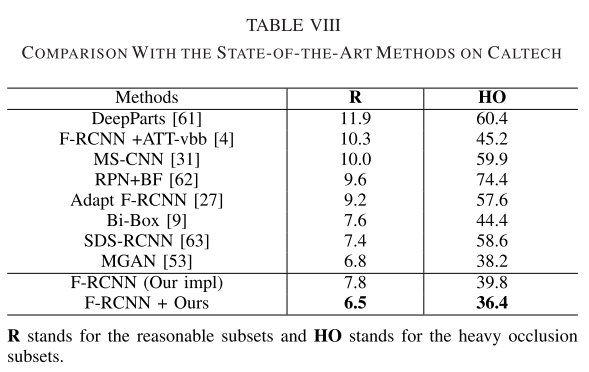 TABLE VIII
COMPARISON WITH THE STATE-OF-THE-ART METHODS ON CALTECH
Methods R HO
DeepParts [61] 11.9 60.4
F-RCNN +ATT-vbb [4] 10.3 45.2
MS-CNN [31] 10.0 59.9
RPN+BF [62] 9.6 74.4
Adapt F-RCNN [27] 9.2 57.6
Bi-Box [9] 7.6 44.4
SDS-RCNN [63] 7.4 58.6
MGAN [53] 6.8 38.2
F-RCNN (Our impl) 7.8 39.8
F-RCNN + Ours 6.5 36.4
R stands for the reasonable subsets and HO stands for the heavy occlusion
subsets.